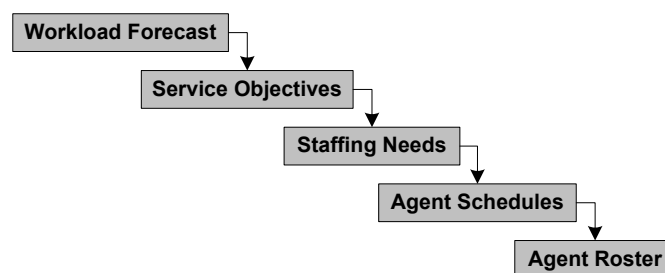 Workload Forecast
Service Objectives
Staffing Needs
Agent Schedules
Agent Roster